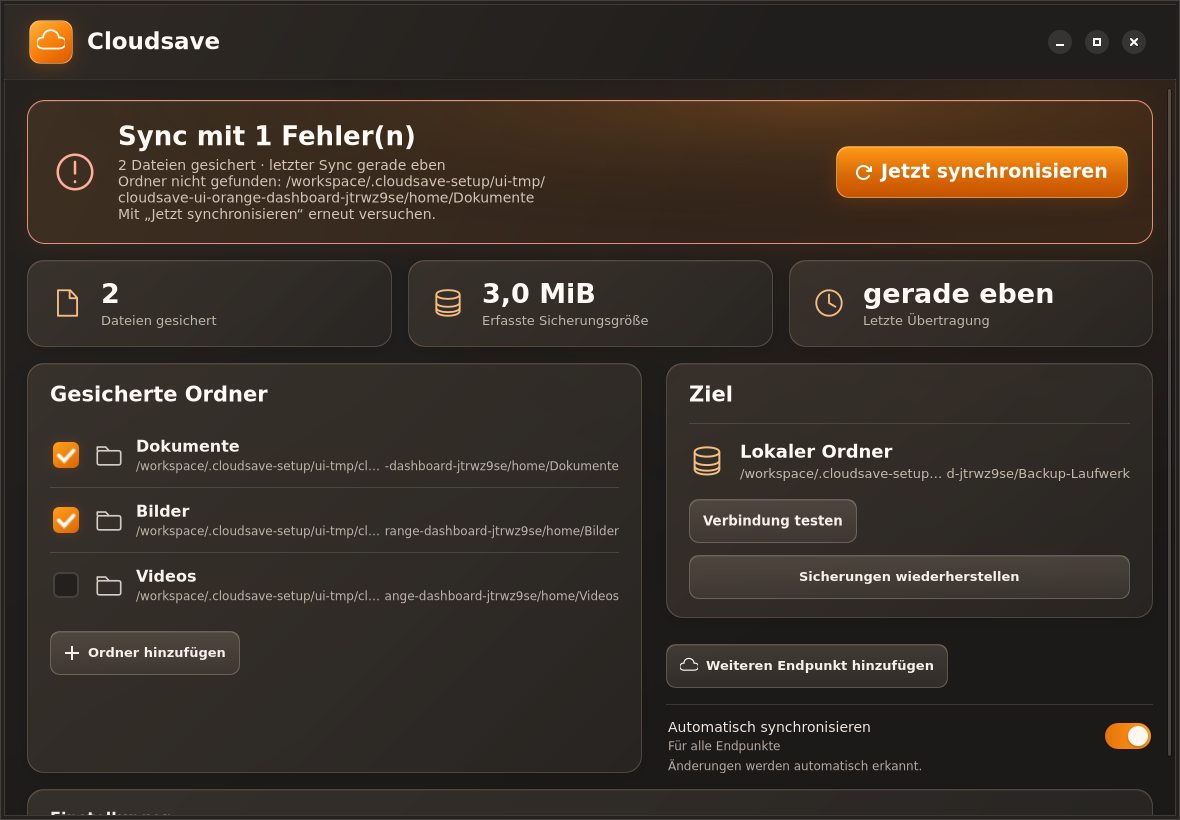 Cloudsave
Sync mit 1 Fehler(n)
2 Dateien gesichert · letzter Sync gerade eben
Ordner nicht gefunden: /workspace/.cloudsave-setup/ui-tmp/
cloudsave-ui-orange-dashboard-jtrwz9se/home/Dokumente
Mit „Jetzt synchronisieren“ erneut versuchen.
Jetzt synchronisieren
2
Dateien gesichert
3,0 MiB
Erfasste Sicherungsgröße
gerade eben
Letzte Übertragung
Gesicherte Ordner
Dokumente
/workspace/.cloudsave-setup/ui-tmp/cl… -dashboard-jtrwz9se/home/Dokumente
Bilder
/workspace/.cloudsave-setup/ui-tmp/cl… range-dashboard-jtrwz9se/home/Bilder
Videos
/workspace/.cloudsave-setup/ui-tmp/cl… ange-dashboard-jtrwz9se/home/Videos
Ordner hinzufügen
Ziel
Lokaler Ordner
/workspace/.cloudsave-setup… d-jtrwz9se/Backup-Laufwerk
Verbindung testen
Sicherungen wiederherstellen
Weiteren Endpunkt hinzufügen
Automatisch synchronisieren
Für alle Endpunkte
Änderungen werden automatisch erkannt.